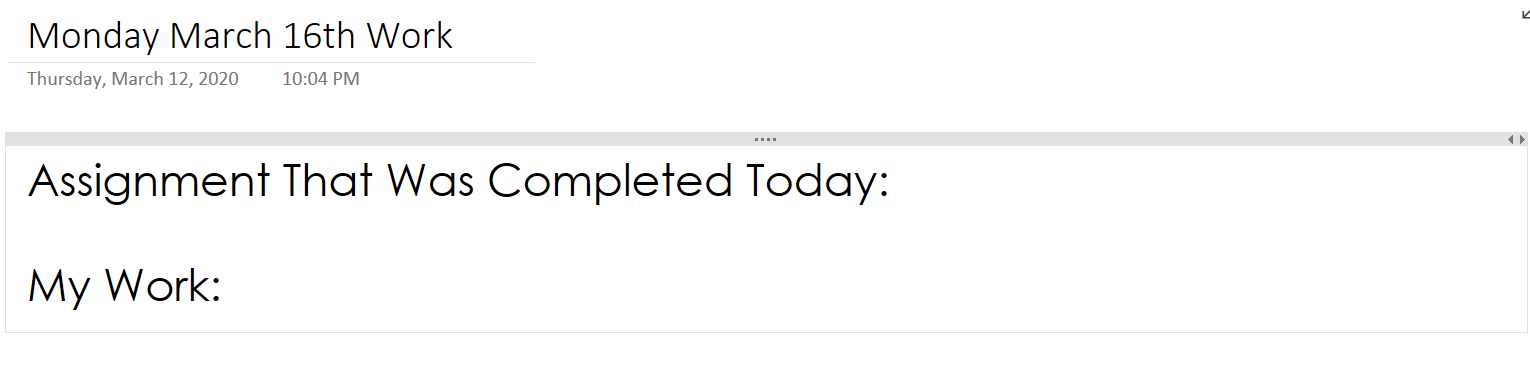 Monday March 16th Work
Thursday, March 12, 2020 10:04 PM
Assignment That Was Completed Today:
My Work: